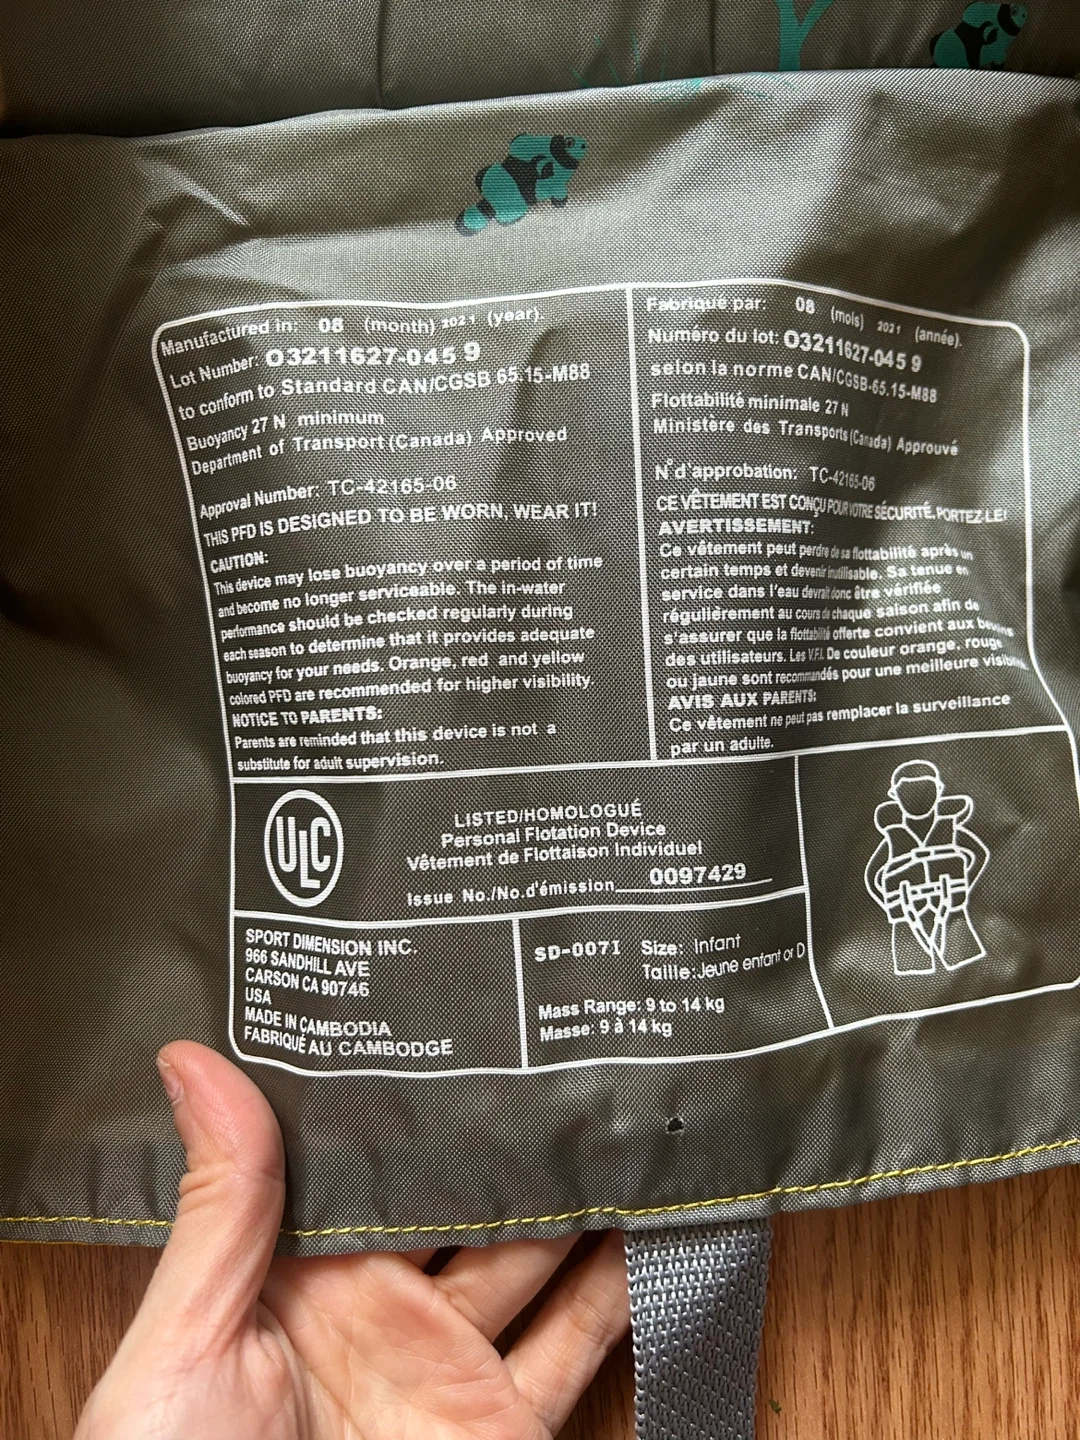 Manufactured in: 08 (month) 2021 (year).
Lot Number: O3211627-045 9
to conform to Standard CAN/CGSB 65.15-M88
Buoyancy 27 N minimum
Department of Transport (Canada) Approved
Approval Number: TC-42165-06
THIS PFD IS DESIGNED TO BE WORN, WEAR IT!
CAUTION:
This device may lose buoyancy over a period of time
and become no longer serviceable. The in-water
performance should be checked regularly during
each season to determine that it provides adequate
buoyancy for your needs. Orange, red and yellow
colored PFD are recommended for higher visibility.
NOTICE TO PARENTS:
Parents are reminded that this device is not a
substitute for adult supervision.
Fabriqué par: 08 (mois) 2021 (année).
Numéro du lot: O3211627-045 9
selon la norme CAN/CGSB-65.15-M88
Flottabilité minimale 27 N
Ministère des Transports (Canada) Approuvé
N° d'approbation: TC-42165-06
CE VÊTEMENT EST CONÇU POUR VOTRE SÉCURITÉ. PORTEZ-LE!
AVERTISSEMENT:
Ce vêtement peut perdre de sa flottabilité après un
certain temps et devenir inutilisable. Sa tenue en
service dans l'eau devrait donc être vérifiée
régulièrement au cours de chaque saison afin de
s'assurer que la flottabilité offerte convient aux besoins
des utilisateurs. Les V.F.I. De couleur orange, rouge
ou jaune sont recommandés pour une meilleure visibilité.
AVIS AUX PARENTS:
Ce vêtement ne peut pas remplacer la surveillance
par un adulte.
ULC
LISTED/HOMOLOGUÉ
Personal Flotation Device
Vêtement de Flottaison Individuel
Issue No./No.d'émission 0097429
SPORT DIMENSION INC.
966 SANDHILL AVE
CARSON CA 90746
USA
MADE IN CAMBODIA
FABRIQUÉ AU CAMBODGE
SD-007I Size: Infant
Taille: Jeune enfant or D
Mass Range: 9 to 14 kg
Masse: 9 à 14 kg